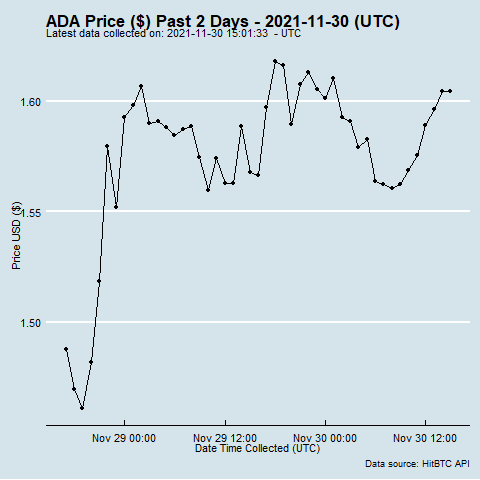 ADA Price ($) Past 2 Days - 2021-11-30 (UTC)
Latest data collected on: 2021-11-30 15:01:33 - UTC
1.60
1.55
1.50
Price USD ($)
Nov 29 00:00 Nov 29 12:00 Nov 30 00:00 Nov 30 12:00
Date Time Collected (UTC)
Data source: HitBTC API